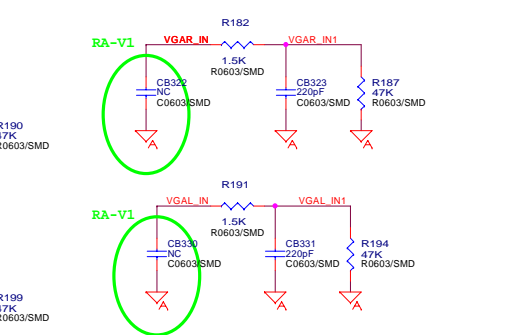 R182
RA-V1
VGAR_IN
VGAR_IN1
1.5K
R0603/SMD
CB322
NC
C0603/SMD
CB323
220pF
C0603/SMD
R187
47K
R0603/SMD
A
A
A
R190
47K
R0603/SMD
R191
RA-V1
VGAL_IN
VGAL_IN1
1.5K
R0603/SMD
CB330
NC
C0603/SMD
CB331
220pF
C0603/SMD
R194
47K
R0603/SMD
A
A
A
R199
47K
R0603/SMD